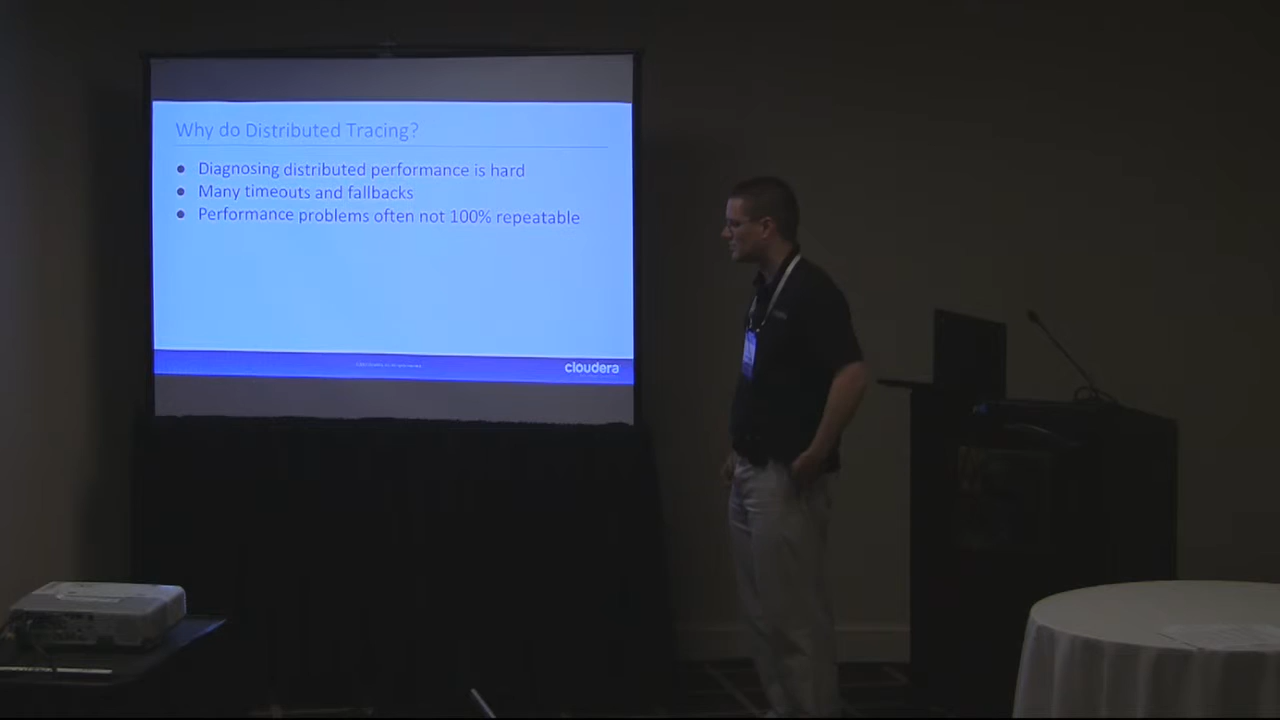 Why do Distributed Tracing?
● Diagnosing distributed performance is hard
● Many timeouts and fallbacks
● Performance problems often not 100% repeatable
cloudera